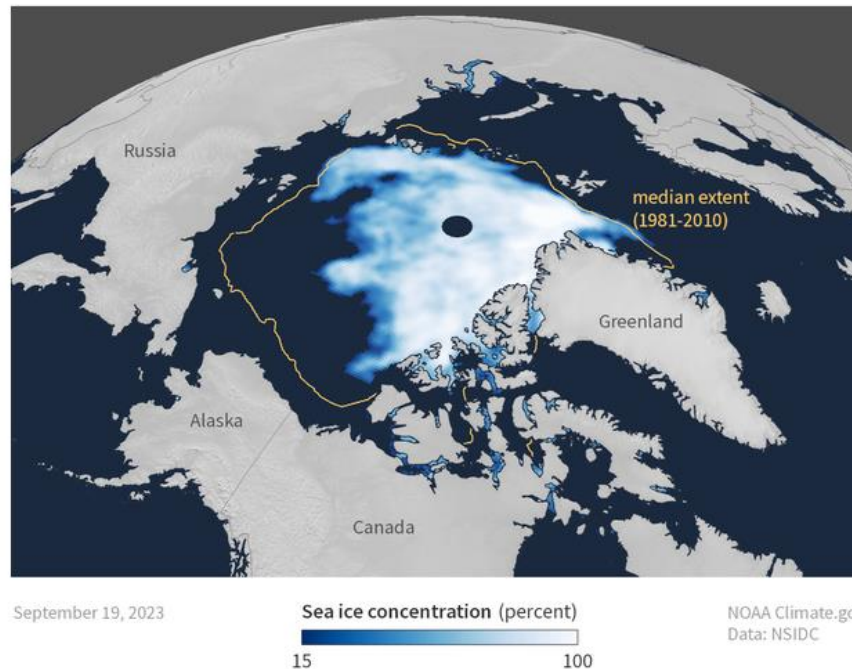 Russia
median extent
(1981-2010)
Greenland
Alaska
Canada
September 19, 2023
Sea ice concentration (percent)
NOAA Climate.go
Data: NSIDC
15
100